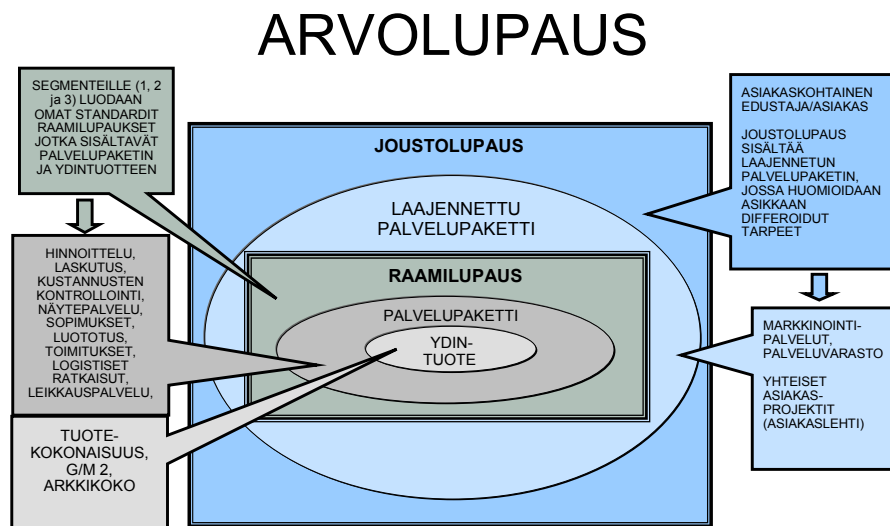 ARVOLUPAUS
SEGMENTEILLE (1, 2
ja 3) LUODAAN
OMAT STANDARDIT
RAAMILUPAUKSET
JOTKA SISÄLTAVÄT
PALVELUPAKETIN
JA YDINTUOTTEEN
HINNOITTELU,
LASKUTUS,
KUSTANNUSTEN
KONTROLLOINTI,
NÄYTEPALVELU,
SOPIMUKSET,
LUOTOTUS,
TOIMITUKSET,
LOGISTISET
RATKAISUT,
LEIKKAUSPALVELU,
TUOTE-
KOKONAISUUS,
G/M 2,
ARKKIKOKO
JOUSTOLUPAUS
LAAJENNETTU
PALVELUPAKETTI
RAAMILUPAUS
PALVELUPAKETTI
YDIN-
TUOTE
ASIAKASKOHTAINEN
EDUSTAJA/ASIAKAS
JOUSTOLUPAUS
SISÄLTÄÄ
LAAJENNETUN
PALVELUPAKETIN,
JOSSA HUOMIOIDAAN
ASIKKAAN
DIFFEROIDUT
TARPEET
MARKKINOINTI-
PALVELUT,
PALVELUVARASTO
YHTEISET
ASIAKAS-
PROJEKTIT
(ASIAKASLEHTI)